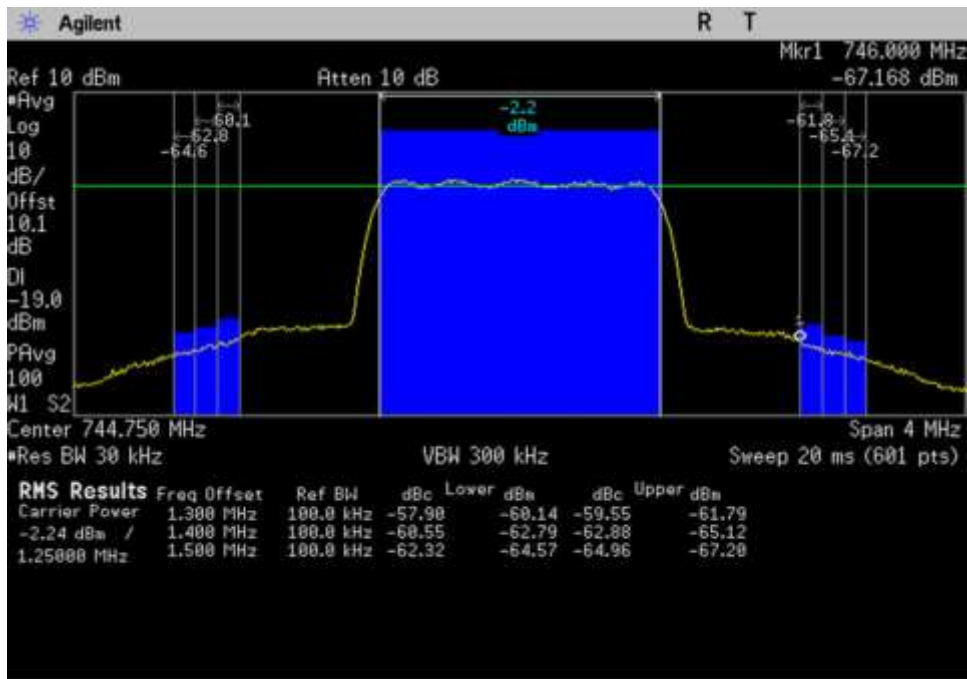 Agilent R T
Mkr1 746.000 MHz
Ref 10 dBm Atten 10 dB -67.168 dBm
#Avg
Log
10
dB/
Offst
10.1
dB
DI
-19.0
dBm
PAvg
100
W1 S2
-2.2
dBm
-60.1
-62.8
-64.6
-61.8
-65.1
-67.2
1
Center 744.750 MHz Span 4 MHz
#Res BW 30 kHz VBW 300 kHz Sweep 20 ms (601 pts)
RMS Results Freq Offset Ref BW dBc Lower dBm dBc Upper dBm
Carrier Power 1.300 MHz 100.0 kHz -57.90 -60.14 -59.55 -61.79
-2.24 dBm / 1.400 MHz 100.0 kHz -60.55 -62.79 -62.88 -65.12
1.25000 MHz 1.500 MHz 100.0 kHz -62.32 -64.57 -64.96 -67.20